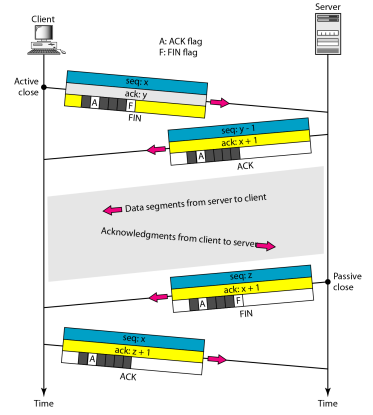 Client
Server
A: ACK flag
F: FIN flag
Active
close
seq: x
ack: y
A
F
FIN
seq: y - 1
ack: x + 1
A
ACK
Data segments from server to client
Acknowledgments from client to server
seq: z
ack: x + 1
A
F
FIN
Passive
close
seq: x
ack: z + 1
A
ACK
Time
Time